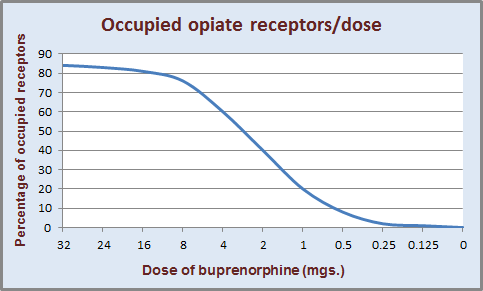 Occupied opiate receptors/dose
Percentage of occupied receptors
90
80
70
60
50
40
30
20
10
0
32 24 16 8 4 2 1 0.5 0.25 0.125 0
Dose of buprenorphine (mgs.)